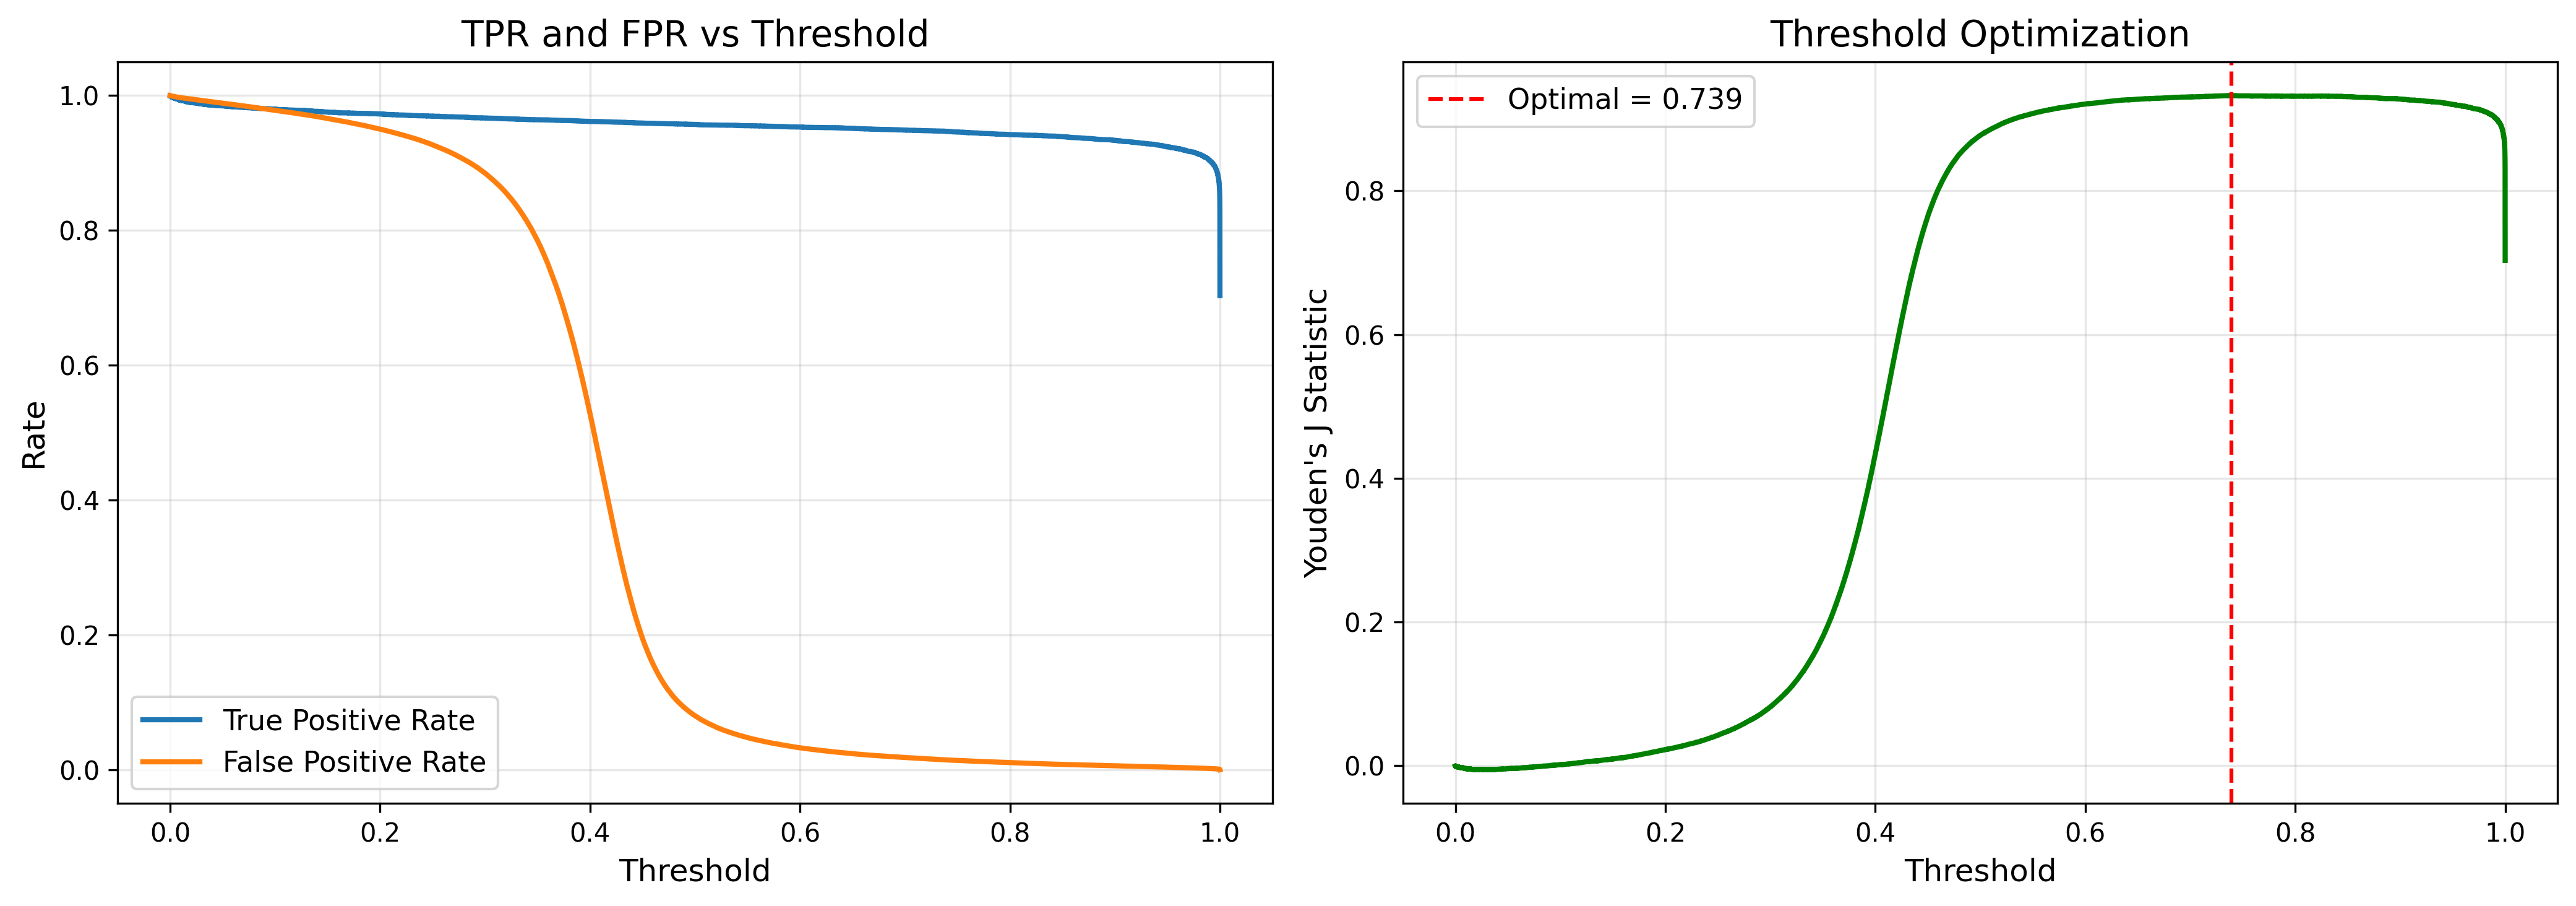 TPR and FPR vs Threshold
Rate
1.0
0.8
0.6
0.4
0.2
0.0
True Positive Rate
False Positive Rate
0.0 0.2 0.4 0.6 0.8 1.0
Threshold
Threshold Optimization
Youden's J Statistic
Optimal = 0.739
0.8
0.6
0.4
0.2
0.0
0.0 0.2 0.4 0.6 0.8 1.0
Threshold